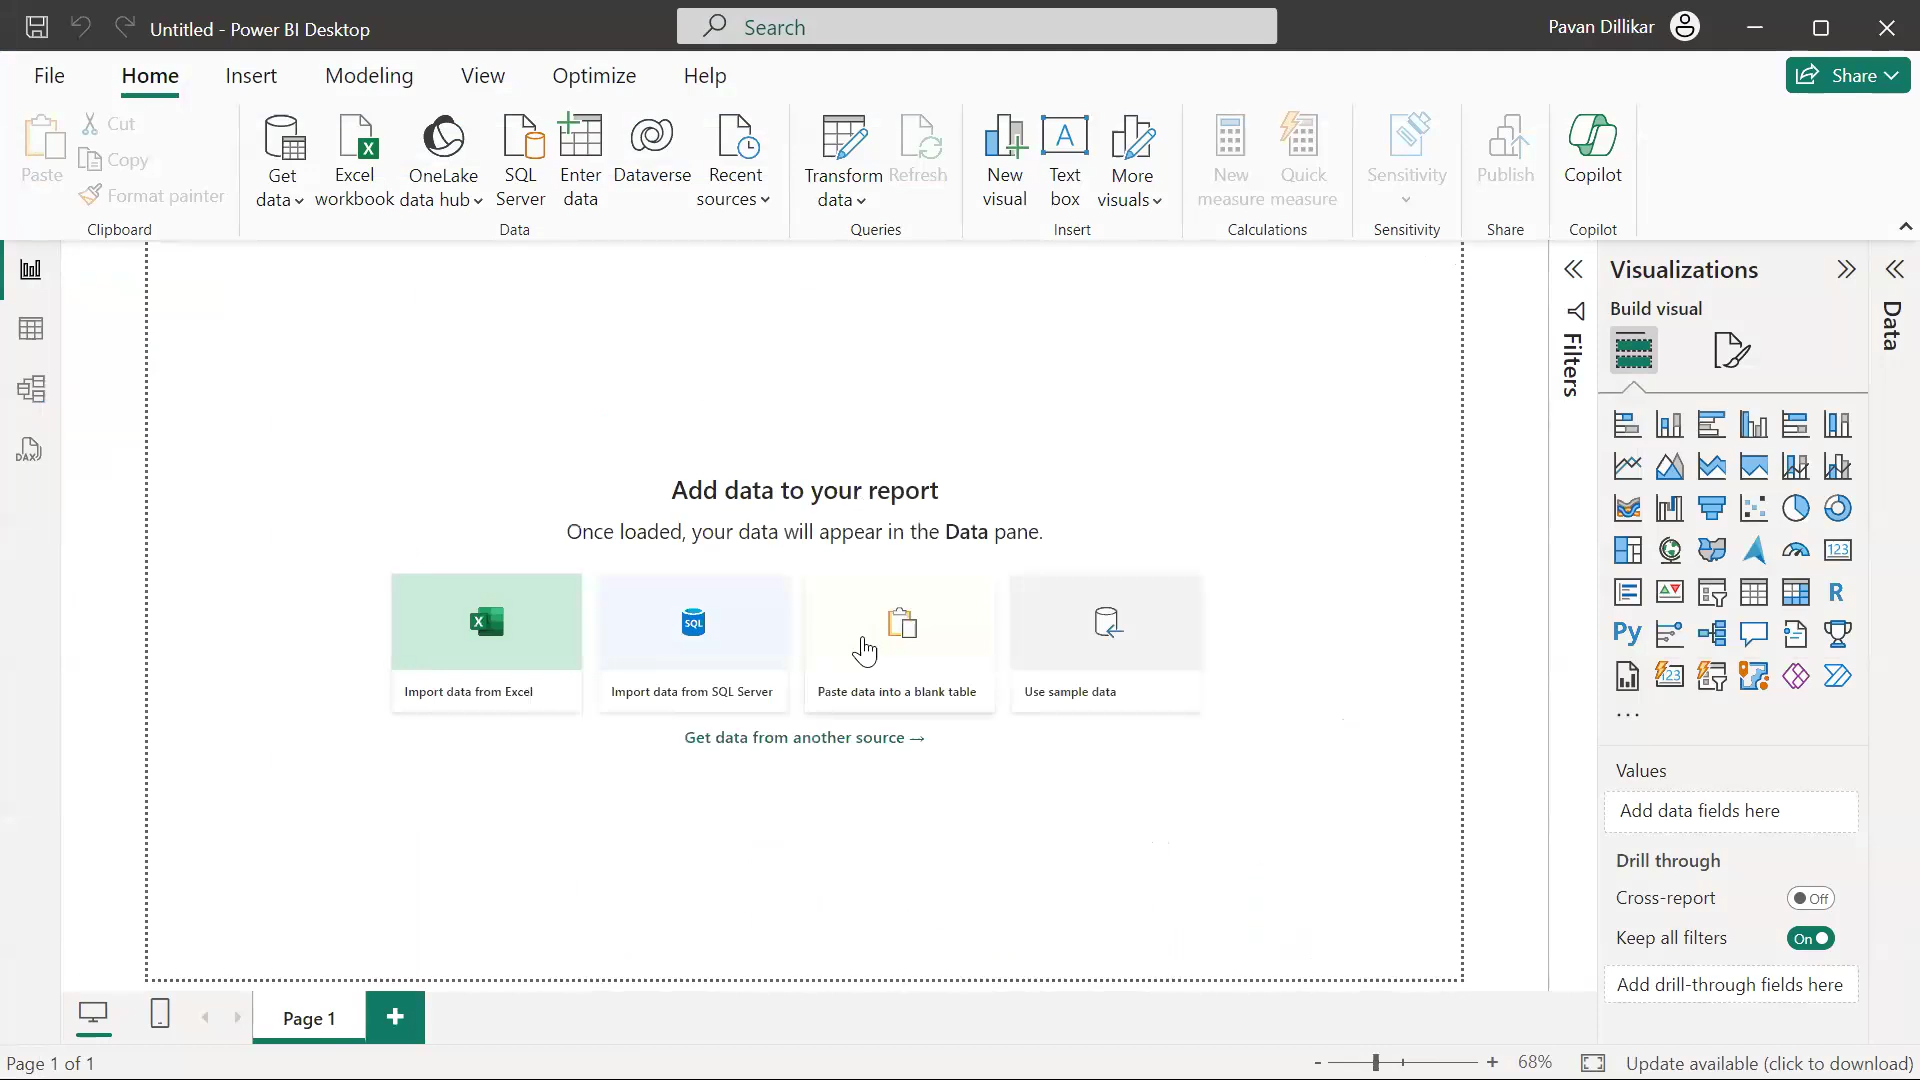 Untitled - Power BI Desktop
Search
Pavan Dillikar
File
Home
Insert
Modeling
View
Optimize
Help
Share
Paste
Cut
Copy
Format painter
Clipboard
Get data
Excel workbook
OneLake data hub
SQL Server
Enter data
Dataverse
Recent sources
Data
Transform data
Refresh
Queries
New visual
Text box
More visuals
Insert
New measure
Quick measure
Calculations
Sensitivity
Sensitivity
Publish
Share
Copilot
Copilot
DAX
Add data to your report
Once loaded, your data will appear in the Data pane.
SQL
Import data from Excel
Import data from SQL Server
Paste data into a blank table
Use sample data
Get data from another source →
Filters
Visualizations
Build visual
123
R
Py
123
...
Values
Add data fields here
Drill through
Cross-report
Off
Keep all filters
On
Add drill-through fields here
Data
Page 1
Page 1 of 1
- + 68%
Update available (click to download)